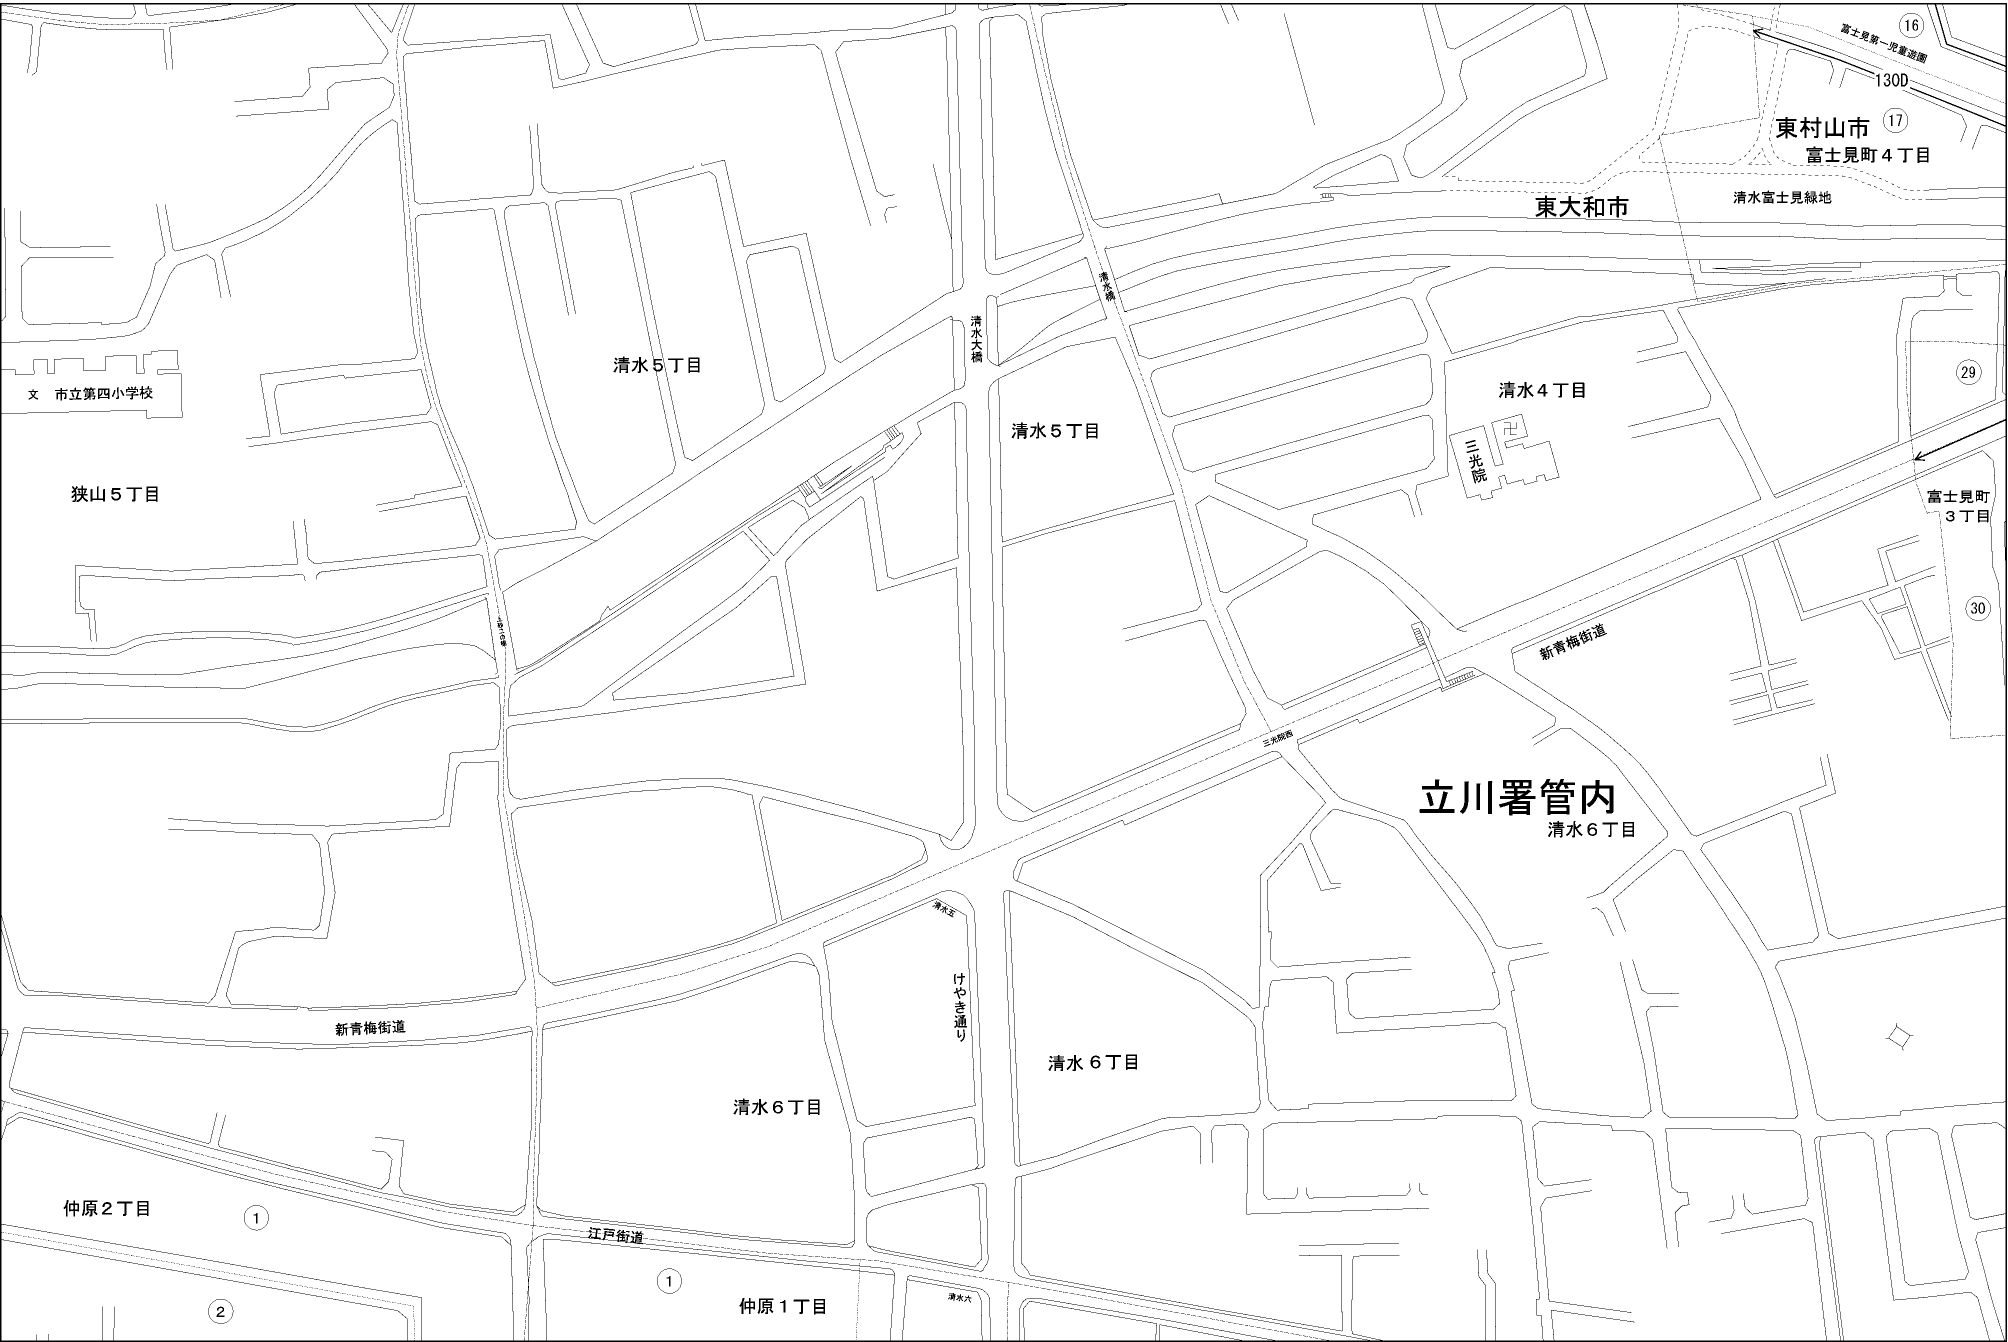 16
富士見第一児童遊園
130D
東村山市
17
富士見町４丁目
清水富士見緑地
東大和市
清水橋
清水大橋
清水５丁目
文 市立第四小学校
29
清水４丁目
清水５丁目
三光院
狭山５丁目
富士見町
３丁目
30
新青梅街道
三光院西
立川署管内
清水６丁目
清水五
けやき通り
新青梅街道
清水６丁目
清水６丁目
仲原２丁目
1
江戸街道
1
2
清水六
仲原１丁目